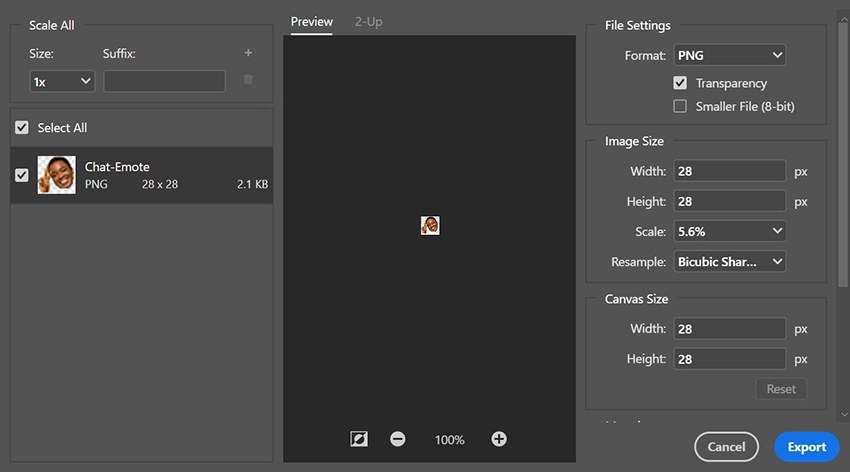 Scale All
Size:
Suffix:
+
1x
Select All
Chat-Emote
PNG 28 x 28 2.1 KB
Preview 2-Up
100%
File Settings
Format: PNG
Transparency
Smaller File (8-bit)
Image Size
Width: 28 px
Height: 28 px
Scale: 5.6%
Resample: Bicubic Shar...
Canvas Size
Width: 28 px
Height: 28 px
Reset
Cancel Export